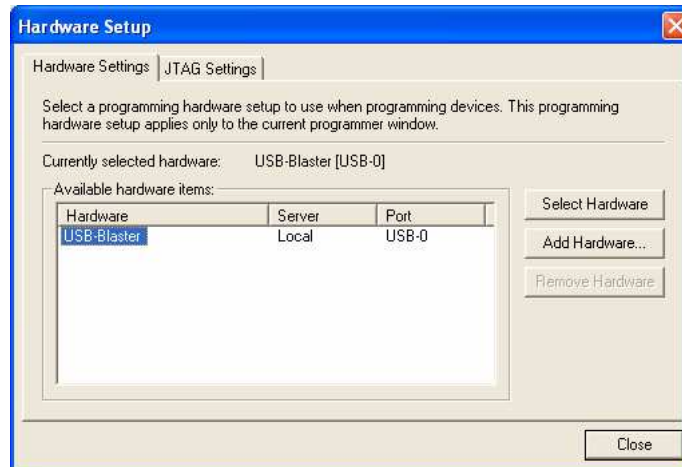 Hardware Setup
Hardware Settings JTAG Settings
Select a programming hardware setup to use when programming devices. This programming
hardware setup applies only to the current programmer window.
Currently selected hardware: USB-Blaster [USB-0]
Available hardware items:
Hardware Server Port
USB-Blaster Local USB-0
Select Hardware
Add Hardware...
Remove Hardware
Close